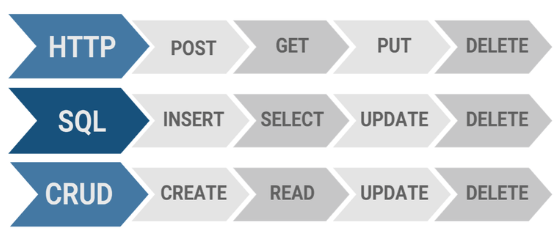 HTTP POST GET PUT DELETE
SQL INSERT SELECT UPDATE DELETE
CRUD CREATE READ UPDATE DELETE